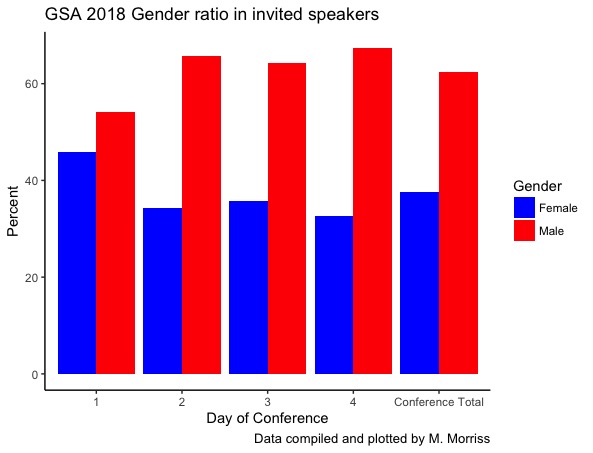 GSA 2018 Gender ratio in invited speakers
Percent
60
40
20
0
1 2 3 4 Conference Total
Day of Conference
Gender
Female
Male
Data compiled and plotted by M. Morriss